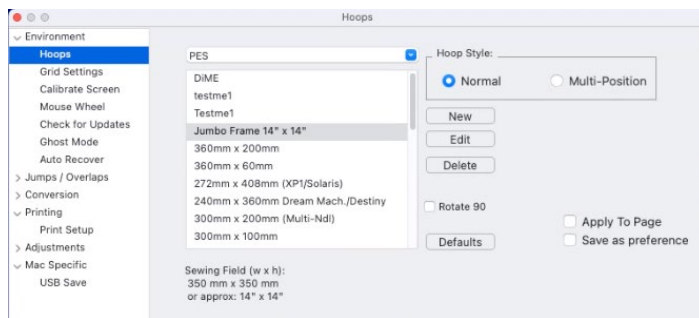 Hoops
Environment
Hoops
Grid Settings
Calibrate Screen
Mouse Wheel
Check for Updates
Ghost Mode
Auto Recover
Jumps / Overlaps
Conversion
Printing
Print Setup
Adjustments
Mac Specific
USB Save
PES
DiME
testme1
Testme1
Jumbo Frame 14" x 14"
360mm x 200mm
360mm x 60mm
272mm x 408mm (XP1/Solaris)
240mm x 360mm Dream Mach./Destiny
300mm x 200mm (Multi-Ndl)
300mm x 100mm
Sewing Field (w x h):
350 mm x 350 mm
or approx: 14" x 14"
Hoop Style:
Normal
Multi-Position
New
Edit
Delete
Rotate 90
Defaults
Apply To Page
Save as preference